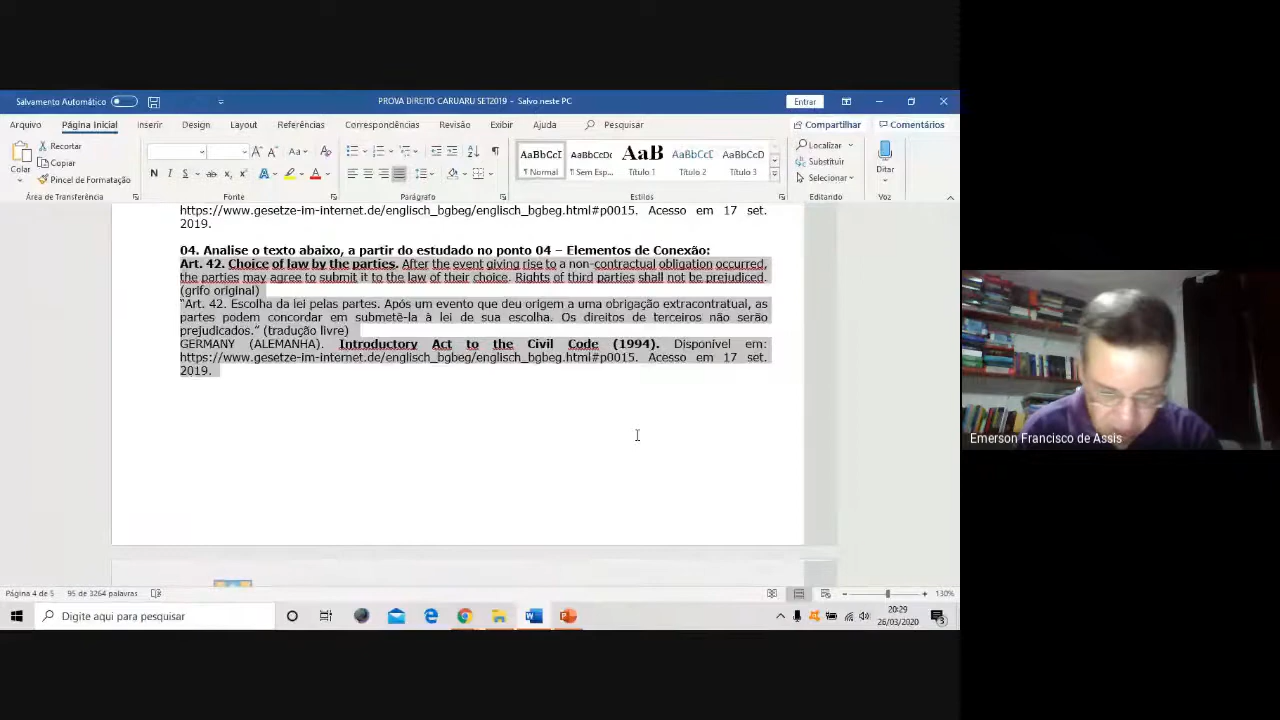 Salvamento Automático
PROVA DIREITO CARUARU SET2019 - Salvo neste PC
Entrar
Arquivo Página Inicial Inserir Design Layout Referências Correspondências Revisão Exibir Ajuda Pesquisar Compartilhar Comentários
Colar
Recortar
Copiar
Pincel de Formatação
Área de Transferência
Aa
N I S ab x₂ x²
A A
Fonte
Parágrafo
AaBbCcI AaBbCcDc AaB AaBbCcC AaBbCcD
¶ Normal ¶ Sem Esp... Título 1 Título 2 Título 3
Estilos
Localizar
Substituir
Selecionar
Editando
Ditar
Voz
https://www.gesetze-im-internet.de/englisch_bgbeg/englisch_bgbeg.html#p0015. Acesso em 17 set.
2019.
04. Analise o texto abaixo, a partir do estudado no ponto 04 – Elementos de Conexão:
Art. 42. Choice of law by the parties. After the event giving rise to a non-contractual obligation occurred,
the parties may agree to submit it to the law of their choice. Rights of third parties shall not be prejudiced.
(grifo original)
"Art. 42. Escolha da lei pelas partes. Após um evento que deu origem a uma obrigação extracontratual, as
partes podem concordar em submetê-la à lei de sua escolha. Os direitos de terceiros não serão
prejudicados." (tradução livre)
GERMANY (ALEMANHA). Introductory Act to the Civil Code (1994). Disponível em:
https://www.gesetze-im-internet.de/englisch_bgbeg/englisch_bgbeg.html#p0015. Acesso em 17 set.
2019.
Emerson Francisco de Assis
Página 4 de 5 95 de 3264 palavras
130%
Digite aqui para pesquisar
20:29
26/03/2020
3